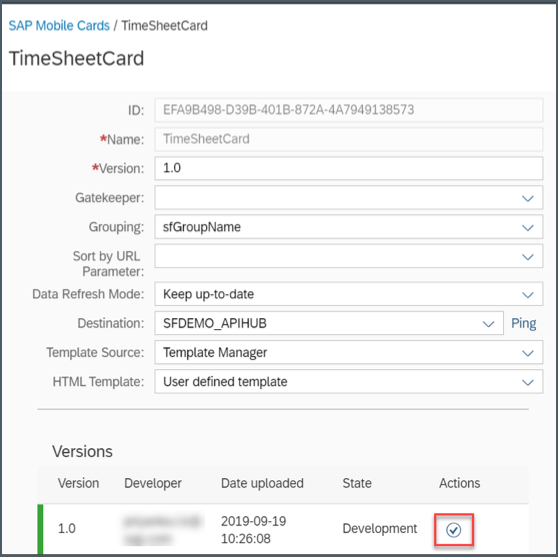 SAP Mobile Cards / TimeSheetCard
TimeSheetCard
ID: EFA9B498-D39B-401B-872A-4A7949138573
*Name: TimeSheetCard
*Version: 1.0
Gatekeeper:
Grouping: sfGroupName
Sort by URL
Parameter:
Data Refresh Mode: Keep up-to-date
Destination: SFDEMO_APIHUB Ping
Template Source: Template Manager
HTML Template: User defined template
Versions
Version Developer Date uploaded State Actions
1.0 2019-09-19 Development
10:26:08